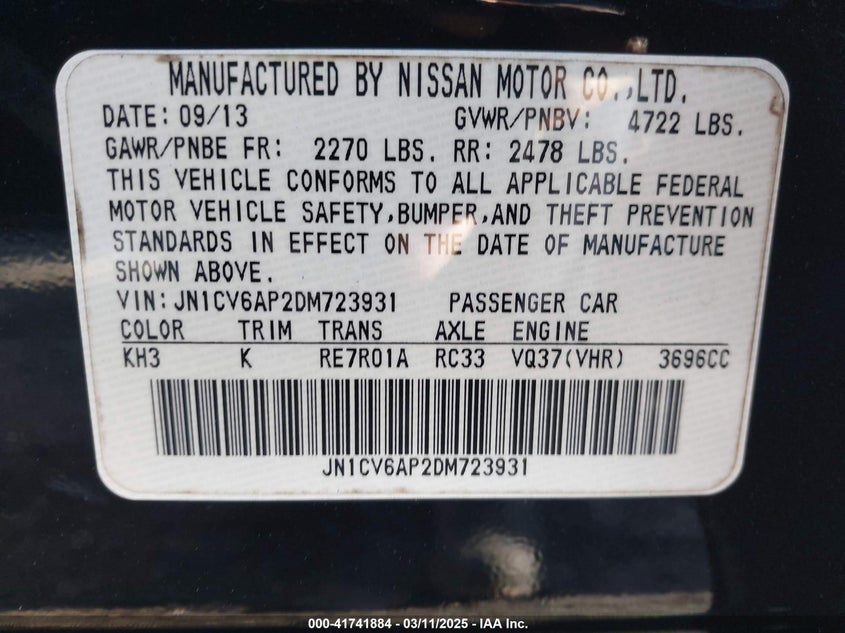 MANUFACTURED BY NISSAN MOTOR CO.,LTD.
DATE: 09/13 GVWR/PNBV: 4722 LBS.
GAWR/PNBE FR: 2270 LBS. RR: 2478 LBS.
THIS VEHICLE CONFORMS TO ALL APPLICABLE FEDERAL
MOTOR VEHICLE SAFETY,BUMPER,AND THEFT PREVENTION
STANDARDS IN EFFECT ON THE DATE OF MANUFACTURE
SHOWN ABOVE.
VIN: JN1CV6AP2DM723931 PASSENGER CAR
COLOR TRIM TRANS AXLE ENGINE
KH3 K RE7R01A RC33 VQ37(VHR) 3696CC
JN1CV6AP2DM723931
000-41741884 - 03/11/2025 - IAA Inc.